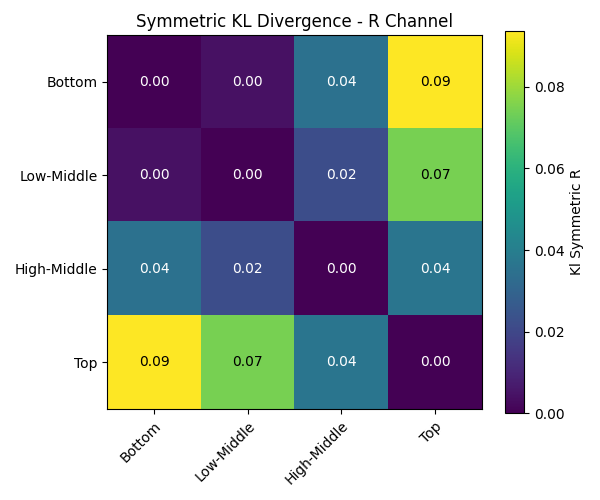 Symmetric KL Divergence - R Channel
Bottom 0.00 0.00 0.04 0.09
Low-Middle 0.00 0.00 0.02 0.07
High-Middle 0.04 0.02 0.00 0.04
Top 0.09 0.07 0.04 0.00
Bottom Low-Middle High-Middle Top
0.08
0.06
0.04
0.02
0.00
Kl Symmetric R